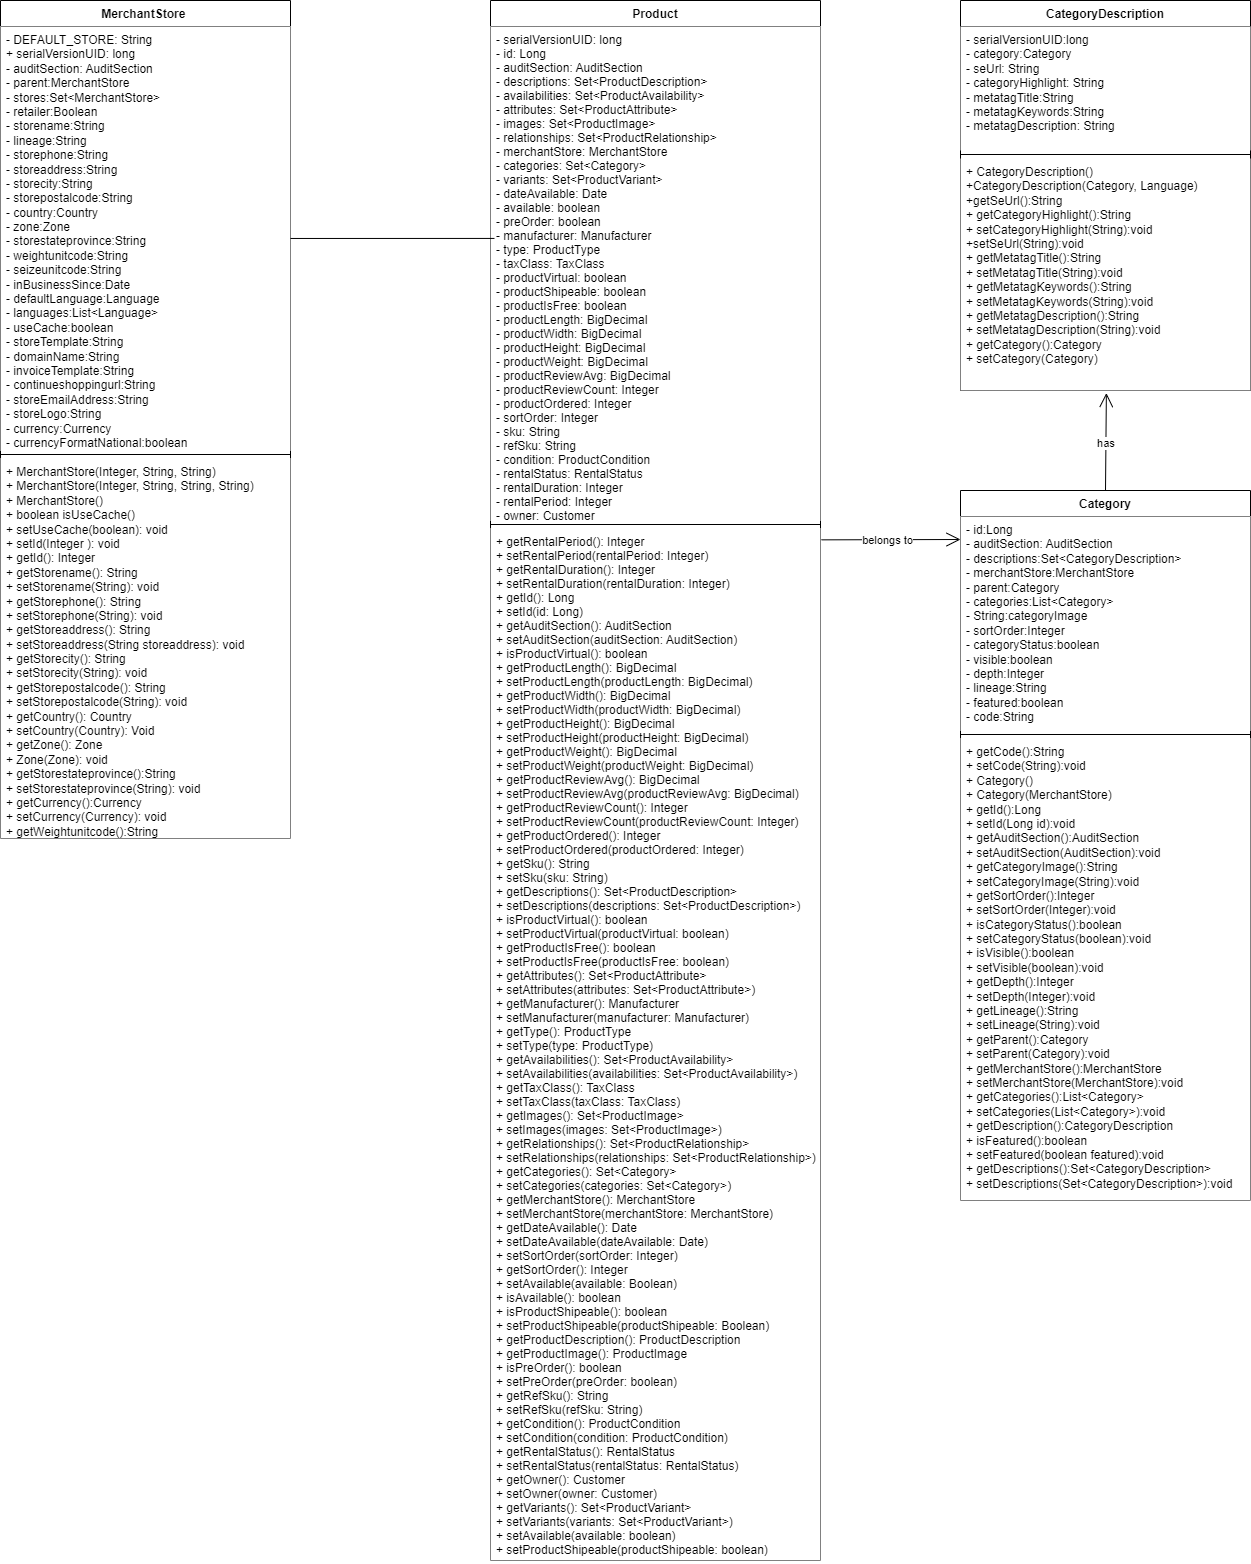 MerchantStore
- DEFAULT_STORE: String
+ serialVersionUID: long
- auditSection: AuditSection
- parent:MerchantStore
- stores:Set<MerchantStore>
- retailer:Boolean
- storename:String
- lineage:String
- storephone:String
- storeaddress:String
- storecity:String
- storepostalcode:String
- country:Country
- zone:Zone
- storestateprovince:String
- weightunitcode:String
- seizeunitcode:String
- inBusinessSince:Date
- defaultLanguage:Language
- languages:List<Language>
- useCache:boolean
- storeTemplate:String
- domainName:String
- invoiceTemplate:String
- continueshoppingurl:String
- storeEmailAddress:String
- storeLogo:String
- currency:Currency
- currencyFormatNational:boolean
+ MerchantStore(Integer, String, String)
+ MerchantStore(Integer, String, String, String)
+ MerchantStore()
+ boolean isUseCache()
+ setUseCache(boolean): void
+ setId(Integer ): void
+ getId(): Integer
+ getStorename(): String
+ setStorename(String): void
+ getStorephone(): String
+ setStorephone(String): void
+ getStoreaddress(): String
+ setStoreaddress(String storeaddress): void
+ getStorecity(): String
+ setStorecity(String): void
+ getStorepostalcode(): String
+ setStorepostalcode(String): void
+ getCountry(): Country
+ setCountry(Country): Void
+ getZone(): Zone
+ Zone(Zone): void
+ getStorestateprovince():String
+ setStorestateprovince(String): void
+ getCurrency():Currency
+ setCurrency(Currency): void
+ getWeightunitcode():String
Product
- serialVersionUID: long
- id: Long
- auditSection: AuditSection
- descriptions: Set<ProductDescription>
- availabilities: Set<ProductAvailability>
- attributes: Set<ProductAttribute>
- images: Set<ProductImage>
- relationships: Set<ProductRelationship>
- merchantStore: MerchantStore
- categories: Set<Category>
- variants: Set<ProductVariant>
- dateAvailable: Date
- available: boolean
- preOrder: boolean
- manufacturer: Manufacturer
- type: ProductType
- taxClass: TaxClass
- productVirtual: boolean
- productShipeable: boolean
- productIsFree: boolean
- productLength: BigDecimal
- productWidth: BigDecimal
- productHeight: BigDecimal
- productWeight: BigDecimal
- productReviewAvg: BigDecimal
- productReviewCount: Integer
- productOrdered: Integer
- sortOrder: Integer
- sku: String
- refSku: String
- condition: ProductCondition
- rentalStatus: RentalStatus
- rentalDuration: Integer
- rentalPeriod: Integer
- owner: Customer
+ getRentalPeriod(): Integer
+ setRentalPeriod(rentalPeriod: Integer)
+ getRentalDuration(): Integer
+ setRentalDuration(rentalDuration: Integer)
+ getId(): Long
+ setId(id: Long)
+ getAuditSection(): AuditSection
+ setAuditSection(auditSection: AuditSection)
+ isProductVirtual(): boolean
+ getProductLength(): BigDecimal
+ setProductLength(productLength: BigDecimal)
+ getProductWidth(): BigDecimal
+ setProductWidth(productWidth: BigDecimal)
+ getProductHeight(): BigDecimal
+ setProductHeight(productHeight: BigDecimal)
+ getProductWeight(): BigDecimal
+ setProductWeight(productWeight: BigDecimal)
+ getProductReviewAvg(): BigDecimal
+ setProductReviewAvg(productReviewAvg: BigDecimal)
+ getProductReviewCount(): Integer
+ setProductReviewCount(productReviewCount: Integer)
+ getProductOrdered(): Integer
+ setProductOrdered(productOrdered: Integer)
+ getSku(): String
+ setSku(sku: String)
+ getDescriptions(): Set<ProductDescription>
+ setDescriptions(descriptions: Set<ProductDescription>)
+ isProductVirtual(): boolean
+ setProductVirtual(productVirtual: boolean)
+ getProductIsFree(): boolean
+ setProductIsFree(productIsFree: boolean)
+ getAttributes(): Set<ProductAttribute>
+ setAttributes(attributes: Set<ProductAttribute>)
+ getManufacturer(): Manufacturer
+ setManufacturer(manufacturer: Manufacturer)
+ getType(): ProductType
+ setType(type: ProductType)
+ getAvailabilities(): Set<ProductAvailability>
+ setAvailabilities(availabilities: Set<ProductAvailability>)
+ getTaxClass(): TaxClass
+ setTaxClass(taxClass: TaxClass)
+ getImages(): Set<ProductImage>
+ setImages(images: Set<ProductImage>)
+ getRelationships(): Set<ProductRelationship>
+ setRelationships(relationships: Set<ProductRelationship>)
+ getCategories(): Set<Category>
+ setCategories(categories: Set<Category>)
+ getMerchantStore(): MerchantStore
+ setMerchantStore(merchantStore: MerchantStore)
+ getDateAvailable(): Date
+ setDateAvailable(dateAvailable: Date)
+ setSortOrder(sortOrder: Integer)
+ getSortOrder(): Integer
+ setAvailable(available: Boolean)
+ isAvailable(): boolean
+ isProductShipeable(): boolean
+ setProductShipeable(productShipeable: Boolean)
+ getProductDescription(): ProductDescription
+ getProductImage(): ProductImage
+ isPreOrder(): boolean
+ setPreOrder(preOrder: boolean)
+ getRefSku(): String
+ setRefSku(refSku: String)
+ getCondition(): ProductCondition
+ setCondition(condition: ProductCondition)
+ getRentalStatus(): RentalStatus
+ setRentalStatus(rentalStatus: RentalStatus)
+ getOwner(): Customer
+ setOwner(owner: Customer)
+ getVariants(): Set<ProductVariant>
+ setVariants(variants: Set<ProductVariant>)
+ setAvailable(available: boolean)
+ setProductShipeable(productShipeable: boolean)
belongs to
CategoryDescription
- serialVersionUID:long
- category:Category
- seUrl: String
- categoryHighlight: String
- metatagTitle:String
- metatagKeywords:String
- metatagDescription: String
+ CategoryDescription()
+CategoryDescription(Category, Language)
+getSeUrl():String
+ getCategoryHighlight():String
+ setCategoryHighlight(String):void
+setSeUrl(String):void
+ getMetatagTitle():String
+ setMetatagTitle(String):void
+ getMetatagKeywords():String
+ setMetatagKeywords(String):void
+ getMetatagDescription():String
+ setMetatagDescription(String):void
+ getCategory():Category
+ setCategory(Category)
has
Category
- id:Long
- auditSection: AuditSection
- descriptions:Set<CategoryDescription>
- merchantStore:MerchantStore
- parent:Category
- categories:List<Category>
- String:categoryImage
- sortOrder:Integer
- categoryStatus:boolean
- visible:boolean
- depth:Integer
- lineage:String
- featured:boolean
- code:String
+ getCode():String
+ setCode(String):void
+ Category()
+ Category(MerchantStore)
+ getId():Long
+ setId(Long id):void
+ getAuditSection():AuditSection
+ setAuditSection(AuditSection):void
+ getCategoryImage():String
+ setCategoryImage(String):void
+ getSortOrder():Integer
+ setSortOrder(Integer):void
+ isCategoryStatus():boolean
+ setCategoryStatus(boolean):void
+ isVisible():boolean
+ setVisible(boolean):void
+ getDepth():Integer
+ setDepth(Integer):void
+ getLineage():String
+ setLineage(String):void
+ getParent():Category
+ setParent(Category):void
+ getMerchantStore():MerchantStore
+ setMerchantStore(MerchantStore):void
+ getCategories():List<Category>
+ setCategories(List<Category>):void
+ getDescription():CategoryDescription
+ isFeatured():boolean
+ setFeatured(boolean featured):void
+ getDescriptions():Set<CategoryDescription>
+ setDescriptions(Set<CategoryDescription>):void